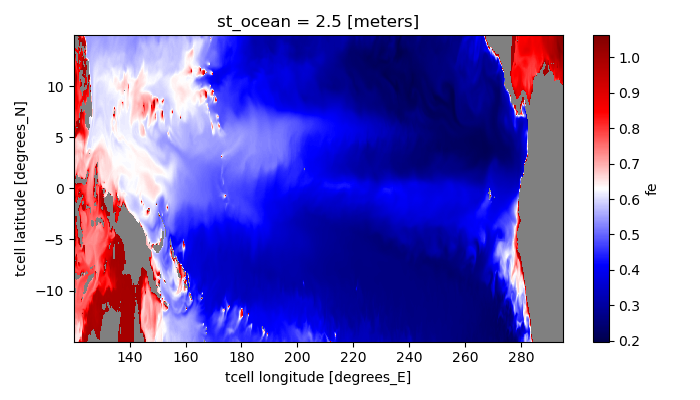 st_ocean = 2.5 [meters]
tcell latitude [degrees_N]
10
5
0
−5
−10
140 160 180 200 220 240 260 280
tcell longitude [degrees_E]
1.0
0.9
0.8
0.7
0.6
0.5
0.4
0.3
0.2
fe